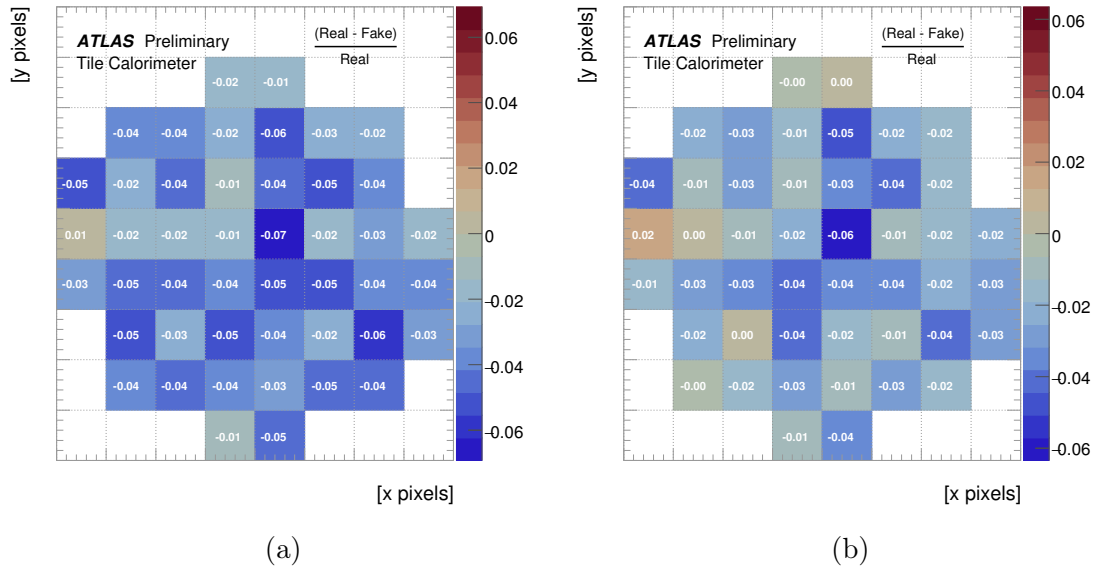 [y pixels]
ATLAS Preliminary
Tile Calorimeter
(Real - Fake)
Real
-0.02 -0.01
-0.04 -0.04 -0.02 -0.06 -0.03 -0.02
-0.05 -0.02 -0.04 -0.01 -0.04 -0.05 -0.04
0.01 -0.02 -0.02 -0.01 -0.07 -0.02 -0.03 -0.02
-0.03 -0.05 -0.04 -0.04 -0.05 -0.05 -0.04 -0.04
-0.05 -0.03 -0.05 -0.04 -0.02 -0.06 -0.03
-0.04 -0.04 -0.04 -0.03 -0.05 -0.04
-0.01 -0.05
0.06
0.04
0.02
0
−0.02
−0.04
−0.06
[x pixels]
(a)
[y pixels]
ATLAS Preliminary
Tile Calorimeter
(Real - Fake)
Real
-0.00 0.00
-0.02 -0.03 -0.01 -0.05 -0.02 -0.02
-0.04 -0.01 -0.03 -0.01 -0.03 -0.04 -0.02
0.02 0.00 -0.01 -0.02 -0.06 -0.01 -0.02 -0.03
-0.01 -0.03 -0.03 -0.04 -0.04 -0.04 -0.03 -0.03
-0.02 0.00 -0.04 -0.02 -0.01 -0.04 -0.03
-0.00 -0.02 -0.03 -0.01 -0.03 -0.02
-0.01 -0.04
0.06
0.04
0.02
0
−0.02
−0.04
−0.06
[x pixels]
(b)